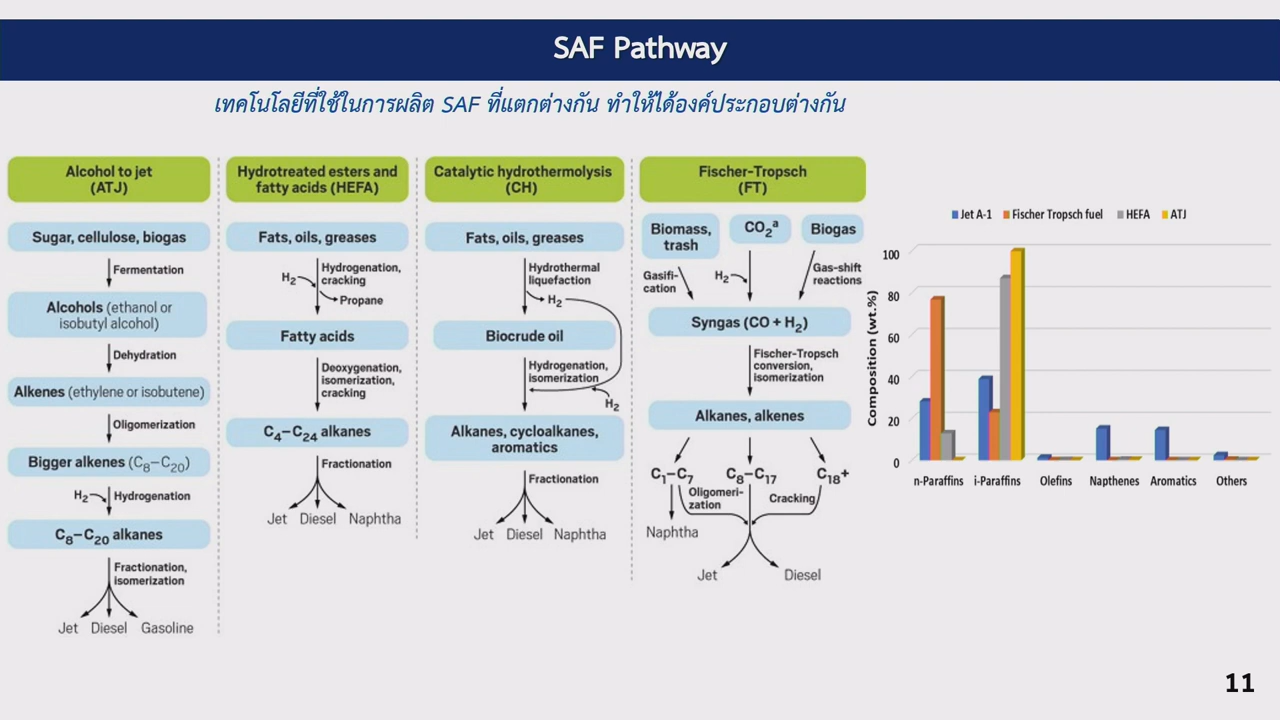 SAF Pathway
เทคโนโลยีที่ใช้ในการผลิต SAF ที่แตกต่างกัน ทำให้ได้องค์ประกอบต่างกัน
Alcohol to jet
(ATJ)
Sugar, cellulose, biogas
Fermentation
Alcohols (ethanol or
isobutyl alcohol)
Dehydration
Alkenes (ethylene or isobutene)
Oligomerization
Bigger alkenes (C₈–C₂₀)
H₂
Hydrogenation
C₈–C₂₀ alkanes
Fractionation,
isomerization
Jet Diesel Gasoline
Hydrotreated esters and
fatty acids (HEFA)
Fats, oils, greases
Hydrogenation,
cracking
H₂
Propane
Fatty acids
Deoxygenation,
isomerization,
cracking
C₄–C₂₄ alkanes
Fractionation
Jet Diesel Naphtha
Catalytic hydrothermolysis
(CH)
Fats, oils, greases
Hydrothermal
liquefaction
H₂
Biocrude oil
Hydrogenation,
isomerization
H₂
Alkanes, cycloalkanes,
aromatics
Fractionation
Jet Diesel Naphtha
Fischer-Tropsch
(FT)
Biomass,
trash
CO₂ᵃ
Biogas
Gasifi-
cation
H₂
Gas-shift
reactions
Syngas (CO + H₂)
Fischer-Tropsch
conversion,
isomerization
Alkanes, alkenes
C₁–C₇ C₈–C₁₇ C₁₈+
Oligomeri-
zation
Cracking
Naphtha
Jet Diesel
Jet A-1 Fischer Tropsch fuel HEFA ATJ
Composition (wt.%)
100
80
60
40
20
0
n-Paraffins i-Paraffins Olefins Napthenes Aromatics Others
11